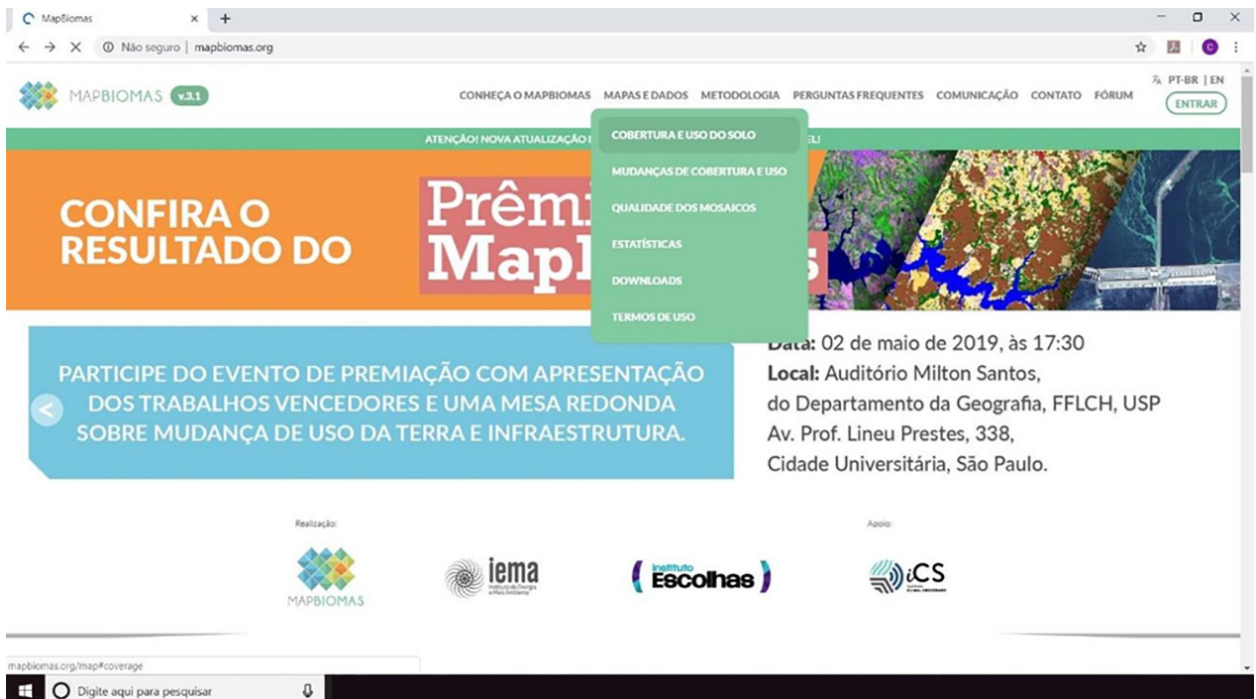 MapBiomas
Não seguro | mapbiomas.org
MAPBIOMAS v.3.1
CONHEÇA O MAPBIOMAS MAPAS E DADOS METODOLOGIA PERGUNTAS FREQUENTES COMUNICAÇÃO CONTATO FÓRUM
PT-BR | EN
ENTRAR
ATENÇÃO! NOVA ATUALIZAÇÃO
COBERTURA E USO DO SOLO
MUDANÇAS DE COBERTURA E USO
QUALIDADE DOS MOSAICOS
ESTATÍSTICAS
DOWNLOADS
TERMOS DE USO
CONFIRA O
RESULTADO DO
Prêmi
Map
s
PARTICIPE DO EVENTO DE PREMIAÇÃO COM APRESENTAÇÃO
DOS TRABALHOS VENCEDORES E UMA MESA REDONDA
SOBRE MUDANÇA DE USO DA TERRA E INFRAESTRUTURA.
Data: 02 de maio de 2019, às 17:30
Local: Auditório Milton Santos,
do Departamento da Geografia, FFLCH, USP
Av. Prof. Lineu Prestes, 338,
Cidade Universitária, São Paulo.
Realização:
Apoio:
MAPBIOMAS
iema
instituto
Escolhas
iCS
mapbiomas.org/map#coverage
Digite aqui para pesquisar